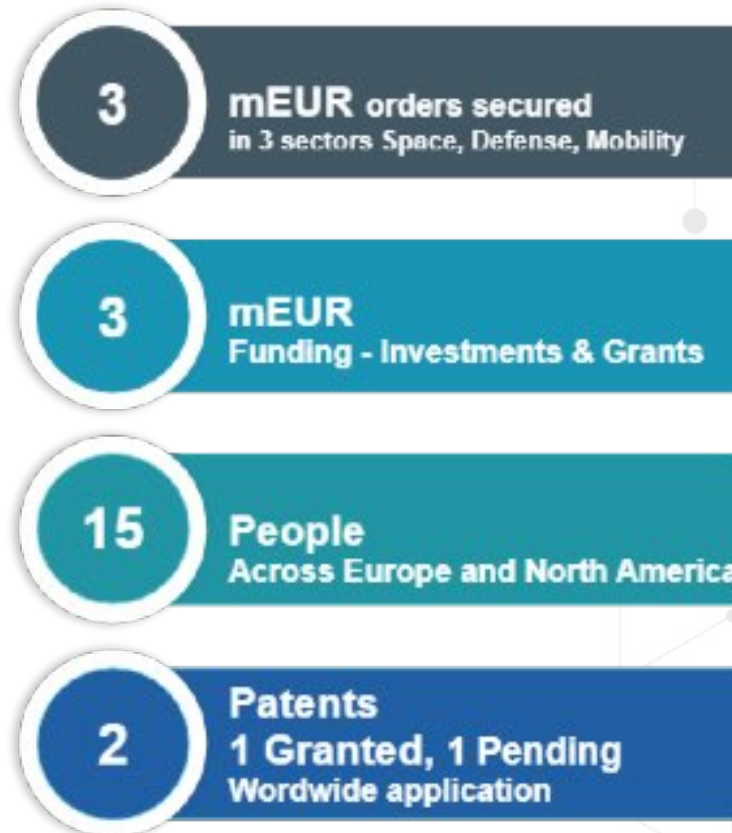 3
mEUR orders secured
in 3 sectors Space, Defense, Mobility
3
mEUR
Funding - Investments & Grants
15
People
Across Europe and North America
2
Patents
1 Granted, 1 Pending
Wordwide application